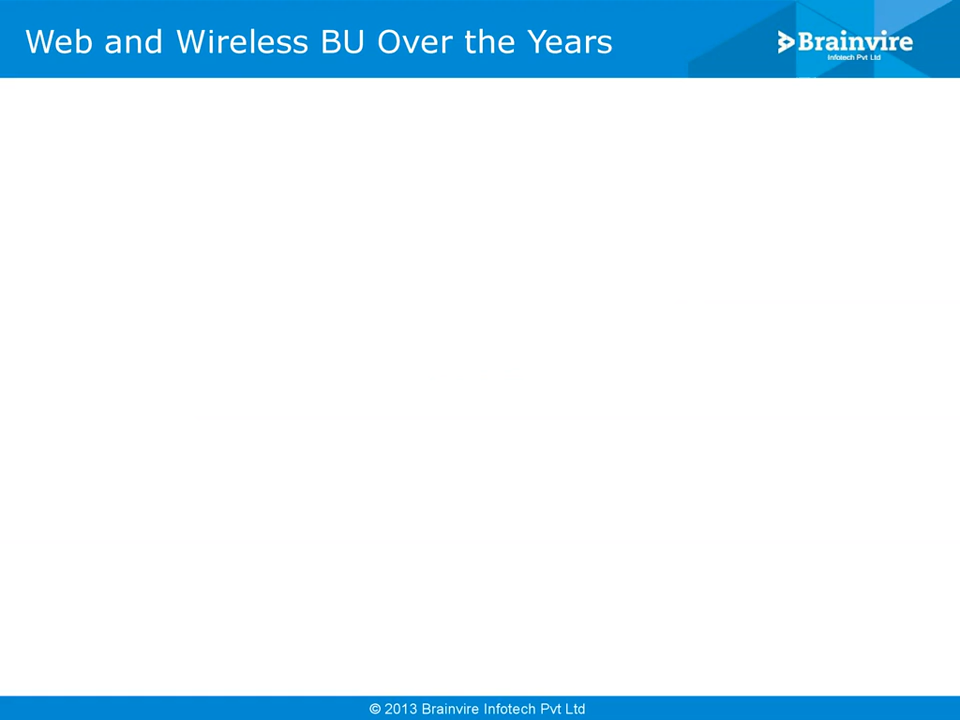 Web and Wireless BU Over the Years
Brainvire
Infotech Pvt Ltd
© 2013 Brainvire Infotech Pvt Ltd